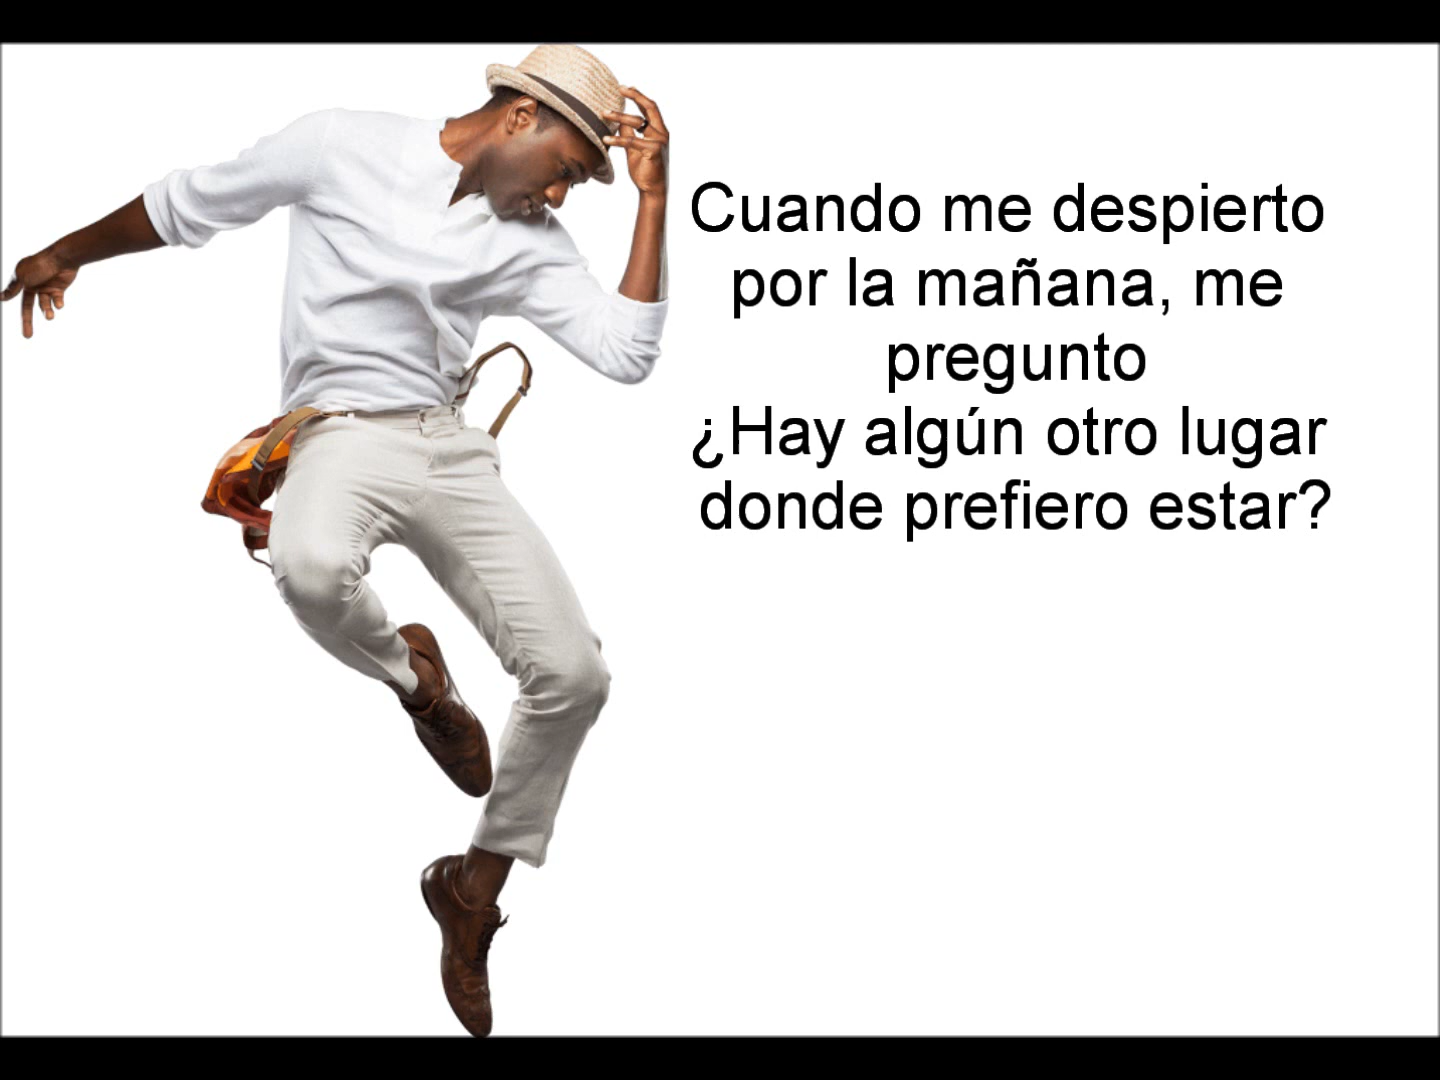 Cuando me despierto
por la mañana, me
pregunto
¿Hay algún otro lugar
donde prefiero estar?